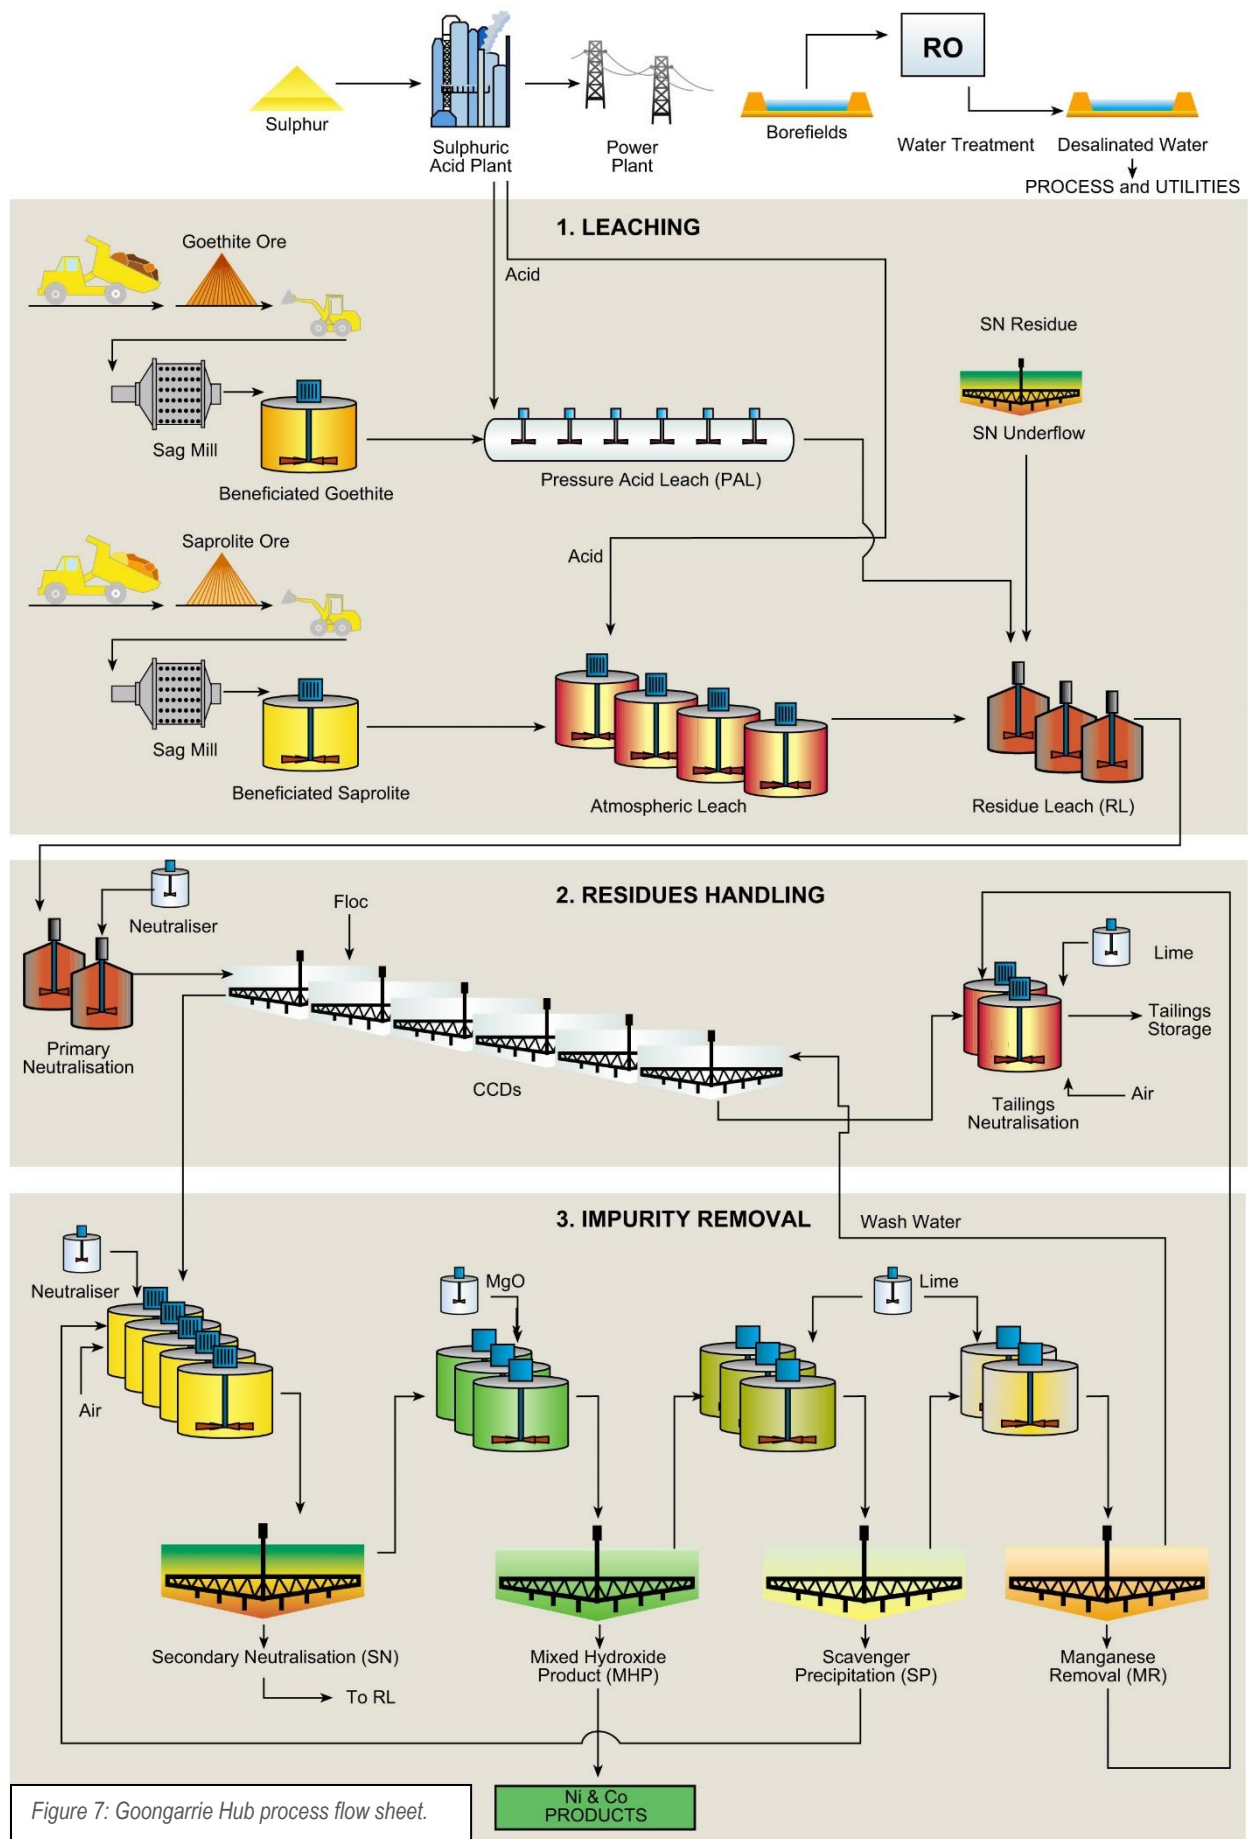 RO
Sulphur
Sulphuric
Acid Plant
Power
Plant
Borefields
Water Treatment
Desalinated Water
PROCESS and UTILITIES
1. LEACHING
Goethite Ore
Acid
SN Residue
Sag Mill
SN Underflow
Pressure Acid Leach (PAL)
Beneficiated Goethite
Saprolite Ore
Acid
Sag Mill
Beneficiated Saprolite
Atmospheric Leach
Residue Leach (RL)
2. RESIDUES HANDLING
Floc
Neutraliser
Lime
Primary
Neutralisation
Tailings
Storage
CCDs
Air
Tailings
Neutralisation
3. IMPURITY REMOVAL
Wash Water
Neutraliser
MgO
Lime
Air
Secondary Neutralisation (SN)
To RL
Mixed Hydroxide
Product (MHP)
Scavenger
Precipitation (SP)
Manganese
Removal (MR)
Ni & Co
PRODUCTS
Figure 7: Goongarrie Hub process flow sheet.